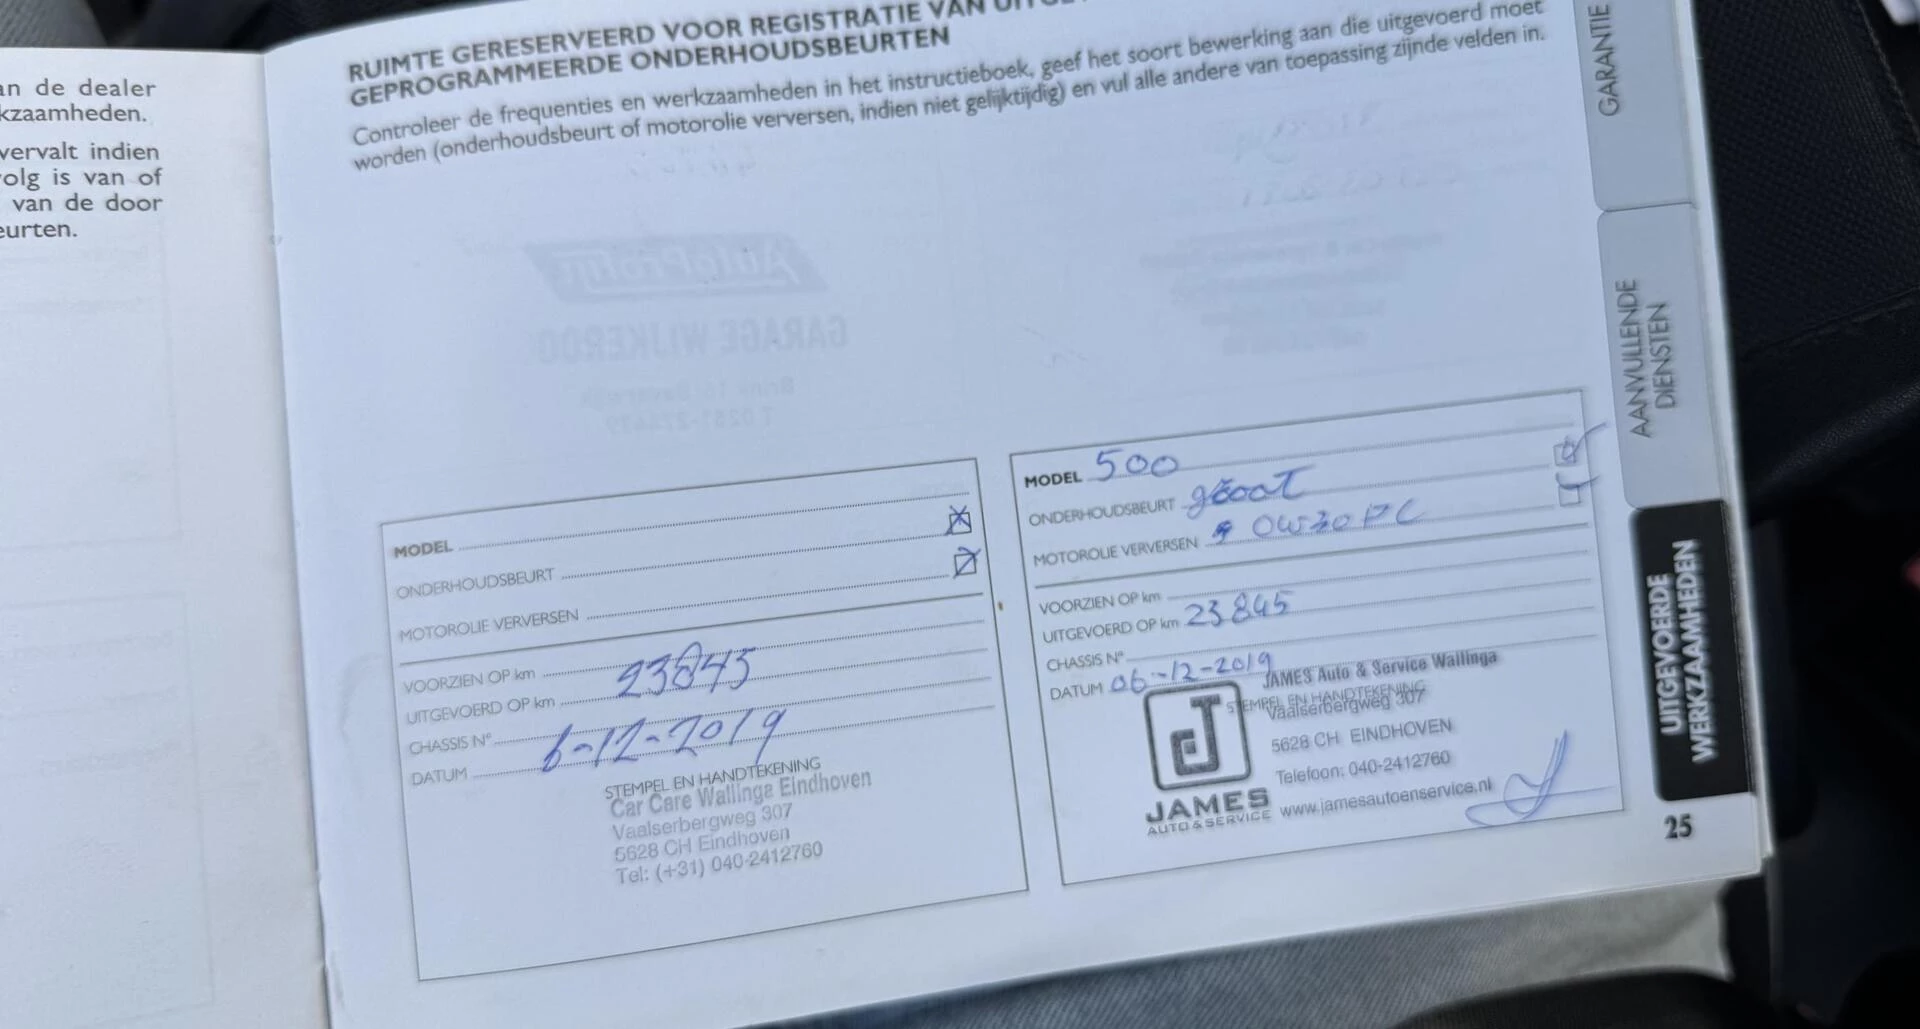 an de dealer
kzaamheden.
vervalt indien
olg is van of
van de door
eurten.
RUIMTE GERESERVEERD VOOR REGISTRATIE VAN
GEPROGRAMMEERDE ONDERHOUDSBEURTEN
Controleer de frequenties en werkzaamheden in het instructieboek, geef het soort bewerking aan die uitgevoerd moet
worden (onderhoudsbeurt of motorolie verversen, indien niet gelijktijdig) en vul alle andere van toepassing zijnde velden in.
MODEL
ONDERHOUDSBEURT
MOTOROLIE VERVERSEN
VOORZIEN OP km
UITGEVOERD OP km 23845
CHASSIS N°
DATUM 6-12-2019
STEMPEL EN HANDTEKENING
Car Care Wallinga Eindhoven
Vaalserbergweg 307
5628 CH Eindhoven
Tel: (+31) 040-2412760
MODEL 500
ONDERHOUDSBEURT groot
MOTOROLIE VERVERSEN 0W30
VOORZIEN OP km
UITGEVOERD OP km 23845
CHASSIS N°
DATUM 06-12-2019
STEMPEL EN HANDTEKENING
JAMES Auto & Service Wallinga
Vaalserbergweg 307
5628 CH EINDHOVEN
Telefoon: 040-2412760
www.jamesautoenservice.nl
JAMES
AUTO & SERVICE
GARANTIE
AANVULLENDE
DIENSTEN
UITGEVOERDE
WERKZAAMHEDEN
25